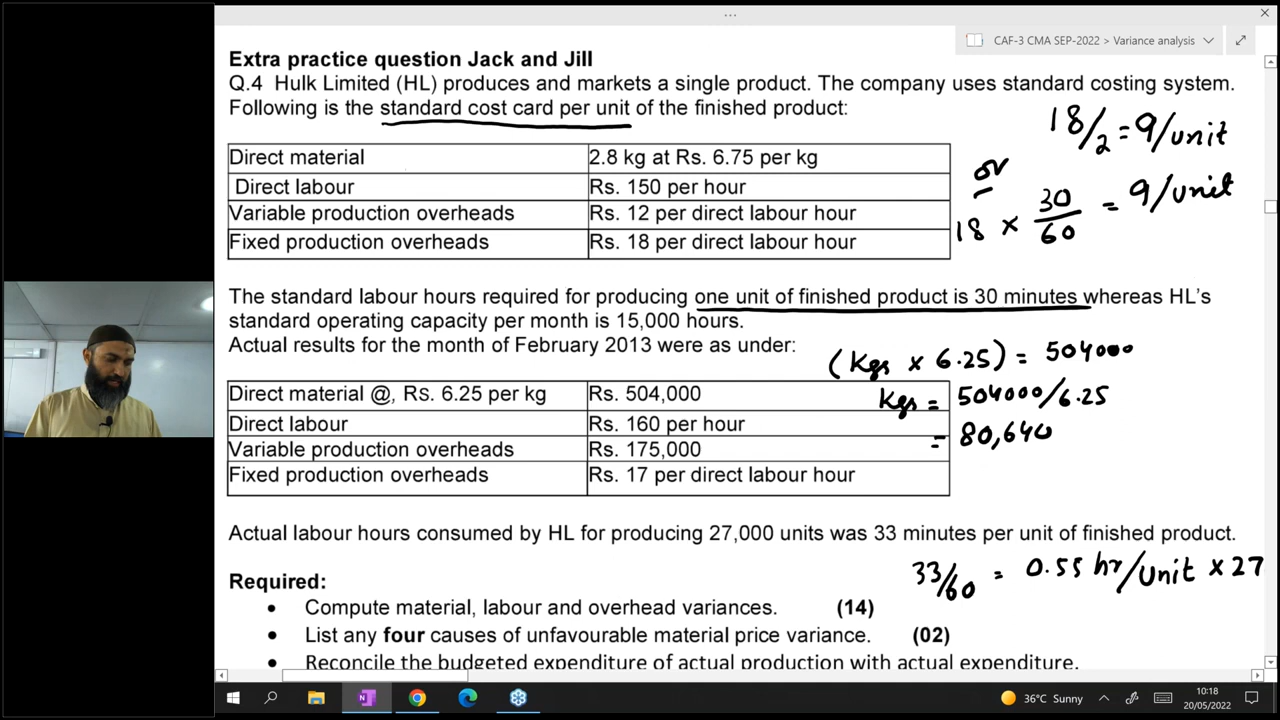 CAF-3 CMA SEP-2022 > Variance analysis
Extra practice question Jack and Jill
Q.4 Hulk Limited (HL) produces and markets a single product. The company uses standard costing system.
Following is the standard cost card per unit of the finished product:
18/2 = 9/unit
or
18 × 30/60 = 9/unit
Direct material 2.8 kg at Rs. 6.75 per kg
Direct labour Rs. 150 per hour
Variable production overheads Rs. 12 per direct labour hour
Fixed production overheads Rs. 18 per direct labour hour
The standard labour hours required for producing one unit of finished product is 30 minutes whereas HL's
standard operating capacity per month is 15,000 hours.
Actual results for the month of February 2013 were as under:
(Kgs × 6.25) = 504000
Kgs = 504000/6.25
= 80,640
Direct material @, Rs. 6.25 per kg Rs. 504,000
Direct labour Rs. 160 per hour
Variable production overheads Rs. 175,000
Fixed production overheads Rs. 17 per direct labour hour
Actual labour hours consumed by HL for producing 27,000 units was 33 minutes per unit of finished product.
33/60 = 0.55 hr/unit × 27
Required:
• Compute material, labour and overhead variances. (14)
• List any four causes of unfavourable material price variance. (02)
• Reconcile the budgeted expenditure of actual production with actual expenditure.
36°C Sunny
10:18
20/05/2022